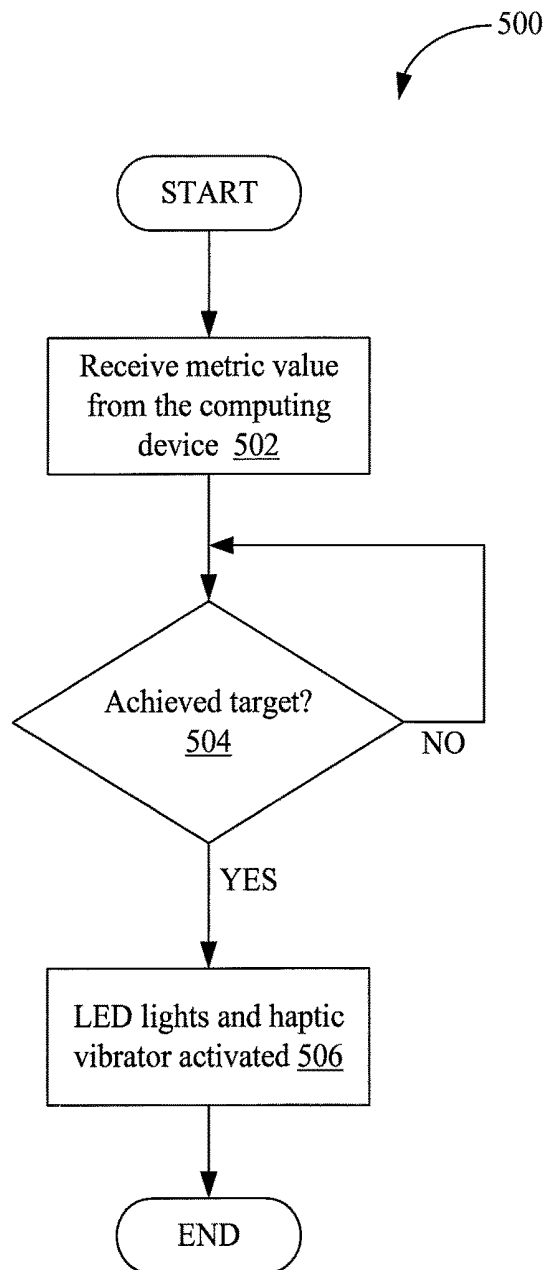 500
START
Receive metric value
from the computing
device 502
Achieved target?
504
NO
YES
LED lights and haptic
vibrator activated 506
END